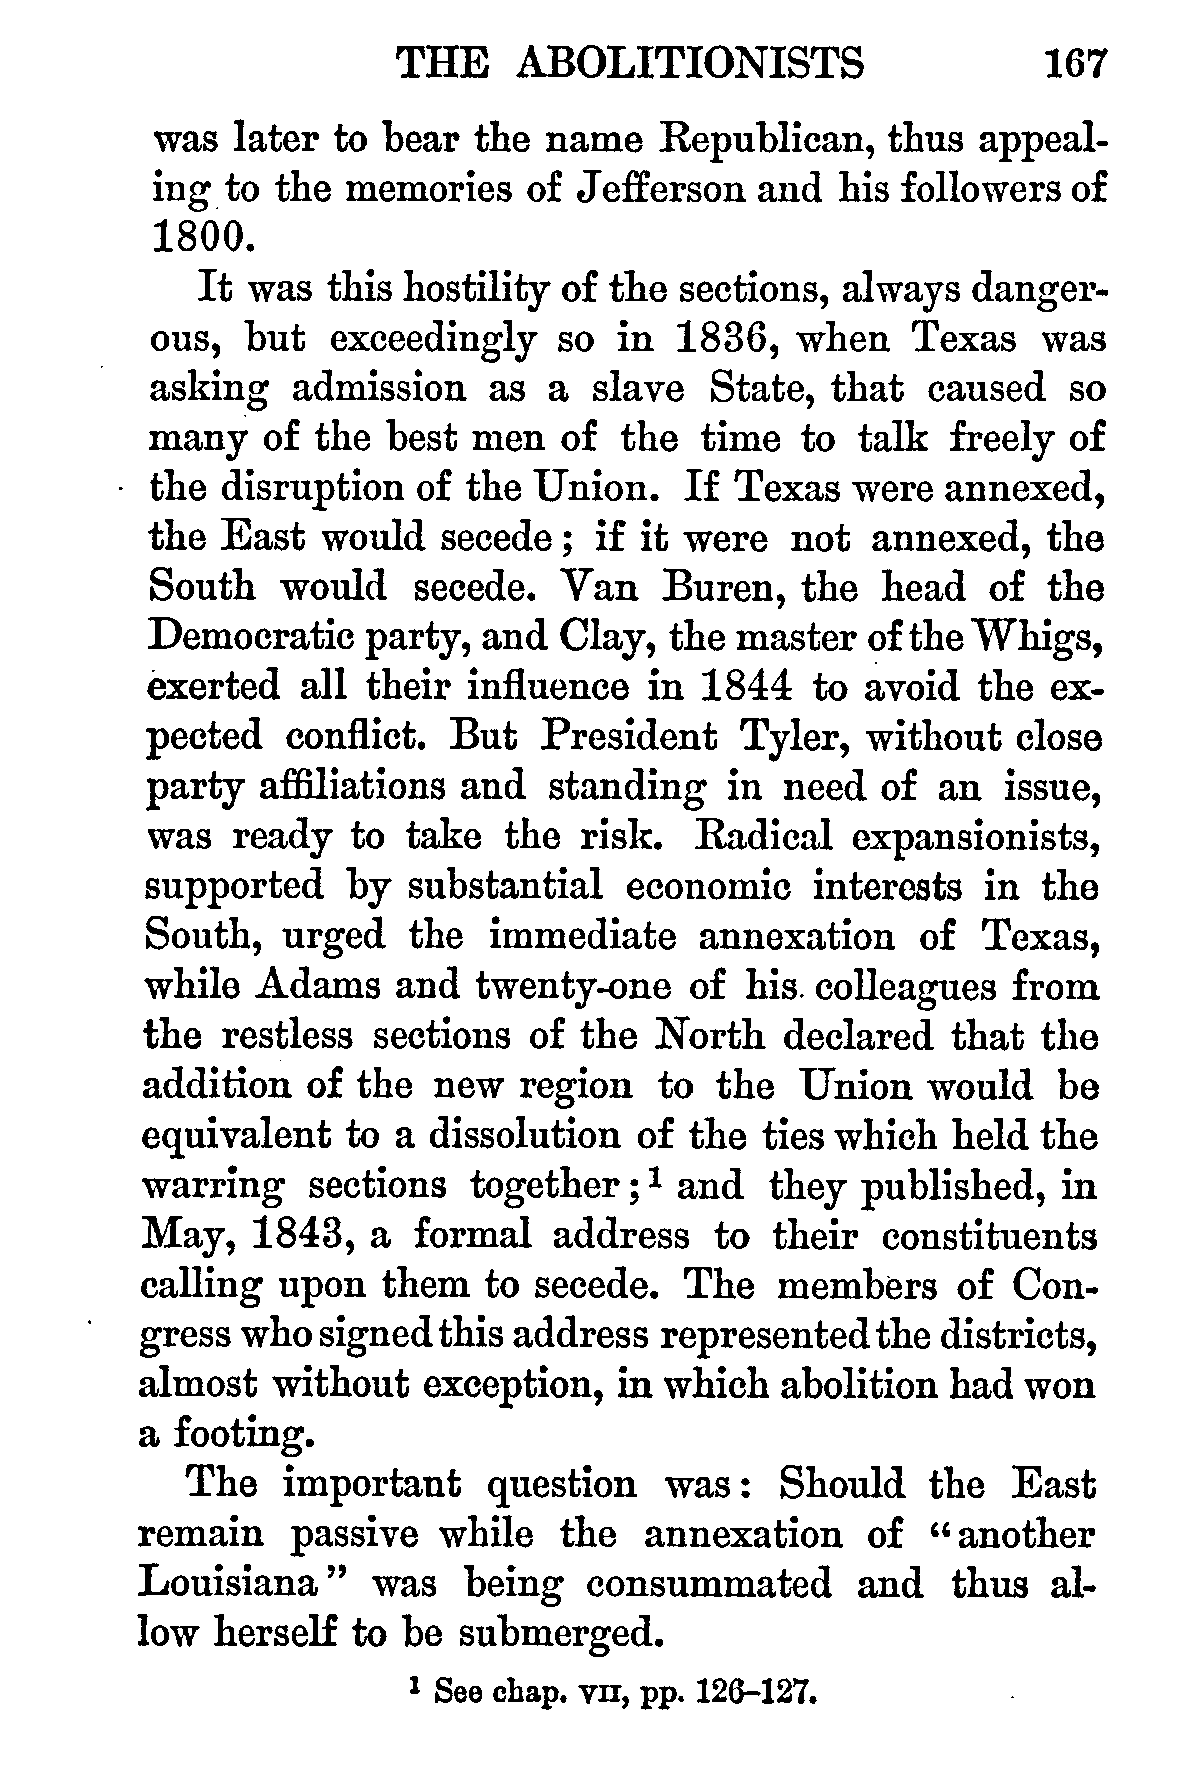 THE ABOLITIONISTS 167
was later to bear the name Republican, thus appeal-
ing to the memories of Jefferson and his followers of
1800.
It was this hostility of the sections, always danger-
ous, but exceedingly so in 1836, when Texas was
asking admission as a slave State, that caused so
many of the best men of the time to talk freely of
the disruption of the Union. If Texas were annexed,
the East would secede; if it were not annexed, the
South would secede. Van Buren, the head of the
Democratic party, and Clay, the master of the Whigs,
exerted all their influence in 1844 to avoid the ex-
pected conflict. But President Tyler, without close
party affiliations and standing in need of an issue,
was ready to take the risk. Radical expansionists,
supported by substantial economic interests in the
South, urged the immediate annexation of Texas,
while Adams and twenty-one of his colleagues from
the restless sections of the North declared that the
addition of the new region to the Union would be
equivalent to a dissolution of the ties which held the
warring sections together;¹ and they published, in
May, 1843, a formal address to their constituents
calling upon them to secede. The members of Con-
gress who signed this address represented the districts,
almost without exception, in which abolition had won
a footing.
The important question was: Should the East
remain passive while the annexation of "another
Louisiana" was being consummated and thus al-
low herself to be submerged.
¹ See chap. VII, pp. 126–127.